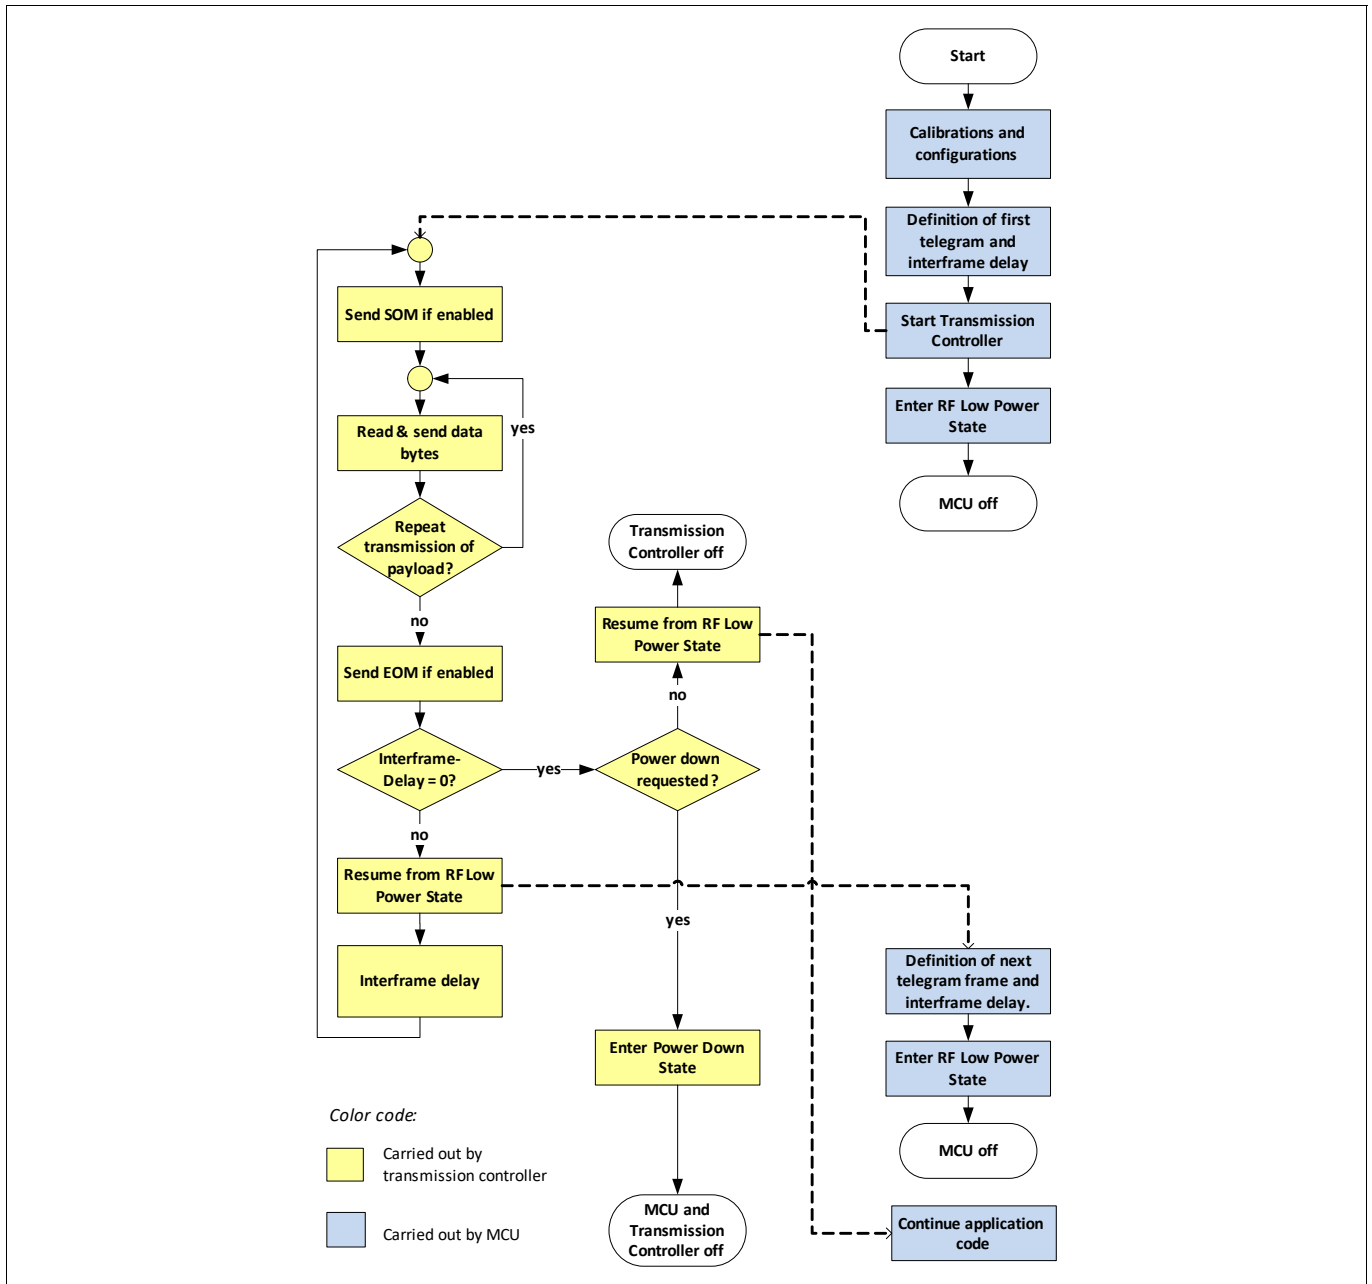 Start
Calibrations and
configurations
Definition of first
telegram and
interframe delay
Start Transmission
Controller
Enter RF Low Power
State
MCU off
Send SOM if enabled
Read & send data
bytes
yes
Repeat
transmission of
payload?
no
Send EOM if enabled
Interframe-
Delay = 0?
yes
no
Resume from RF Low
Power State
Interframe delay
Transmission
Controller off
Resume from RF Low
Power State
no
Power down
requested ?
yes
Enter Power Down
State
MCU and
Transmission
Controller off
Definition of next
telegram frame and
interframe delay.
Enter RF Low Power
State
MCU off
Continue application
code
Color code:
Carried out by
transmission controller
Carried out by MCU